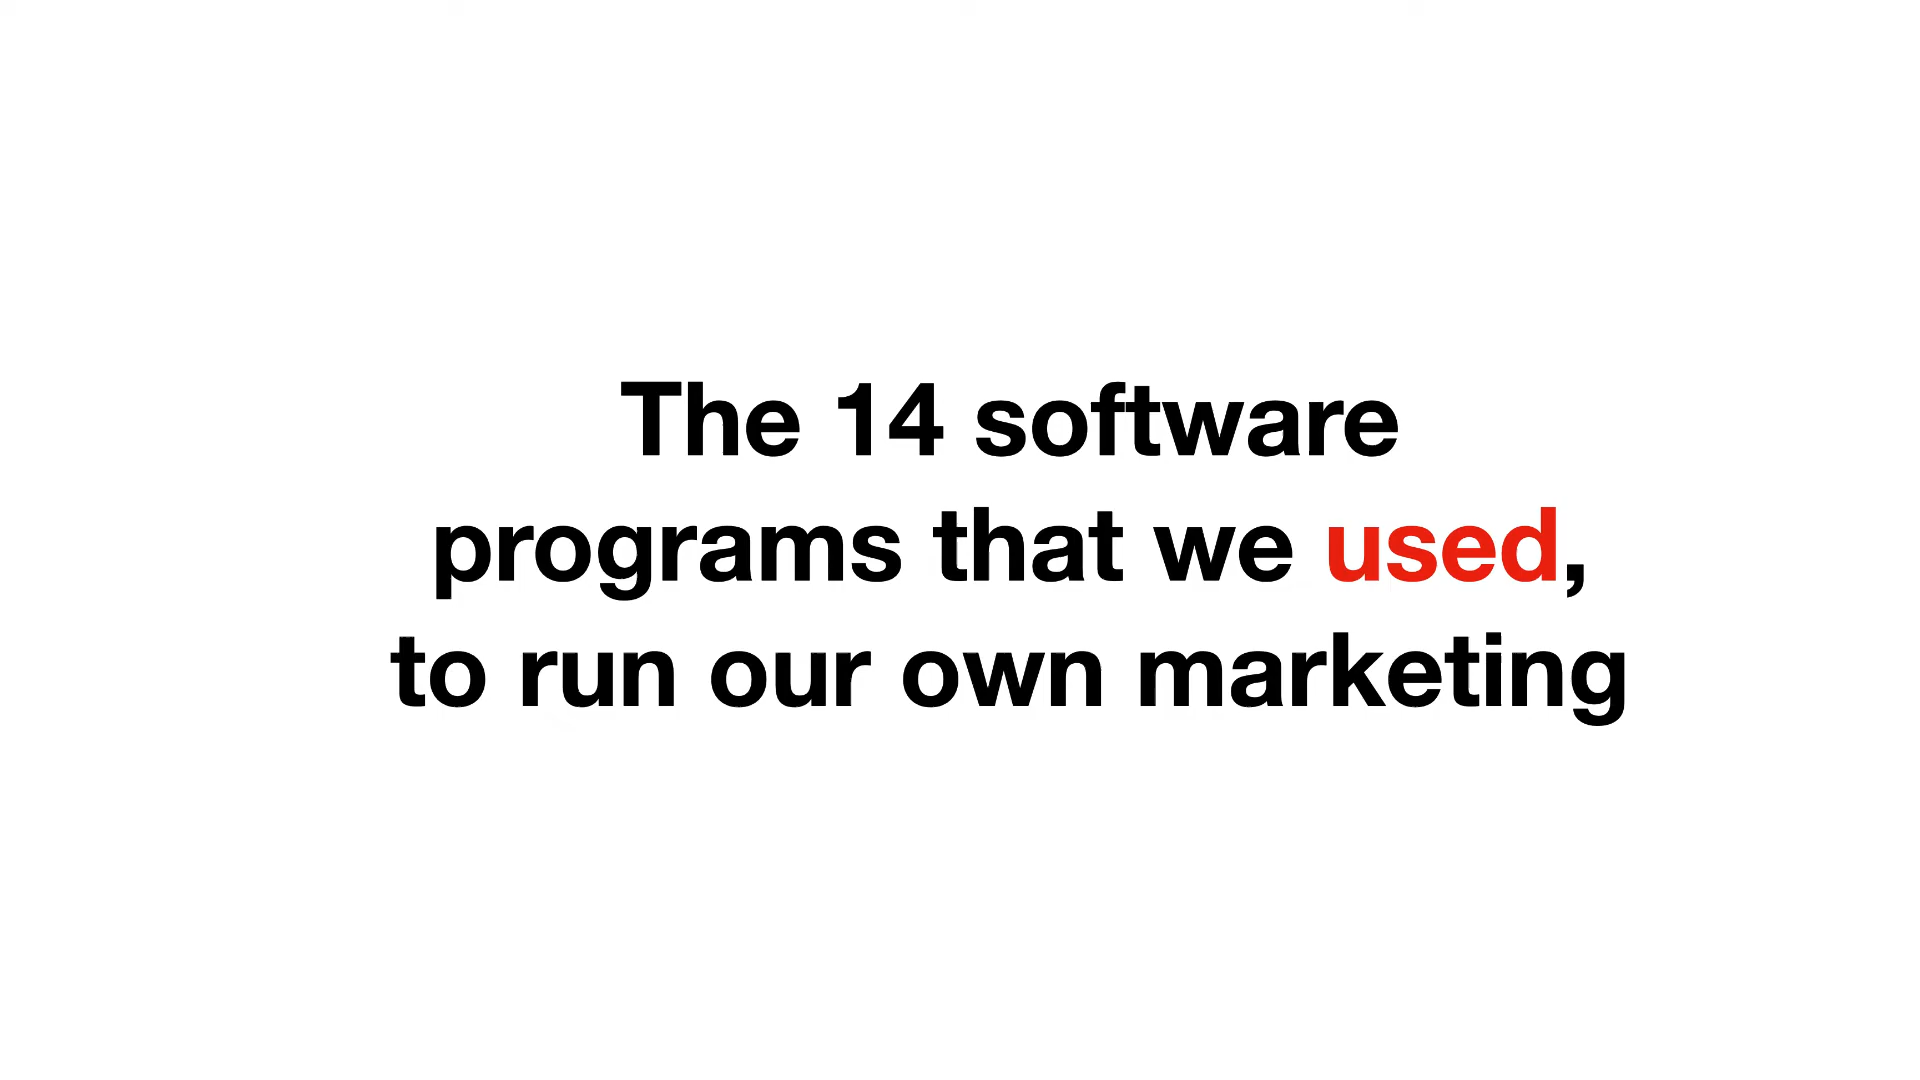 The 14 software
programs that we used,
to run our own marketing